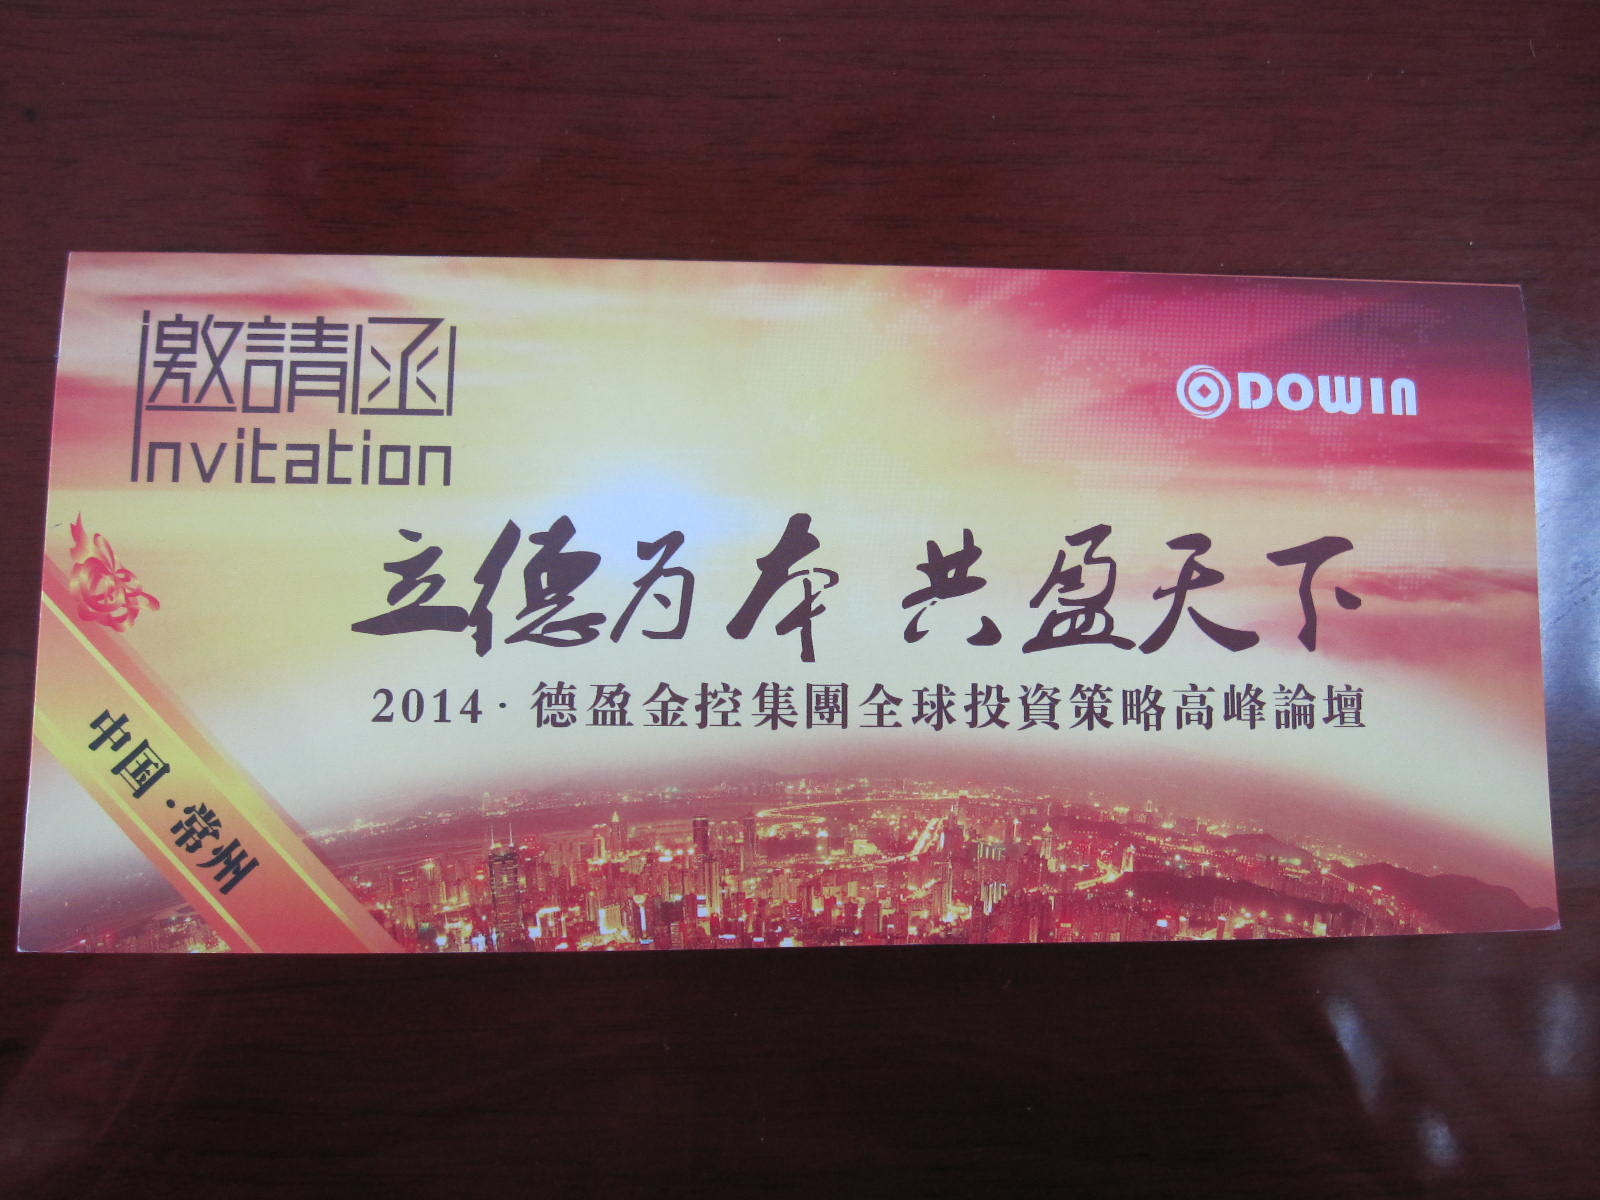 邀請函
Invitation
DOWIN
立德为本 共盈天下
2014·德盈金控集團全球投資策略高峰論壇
中国·常州